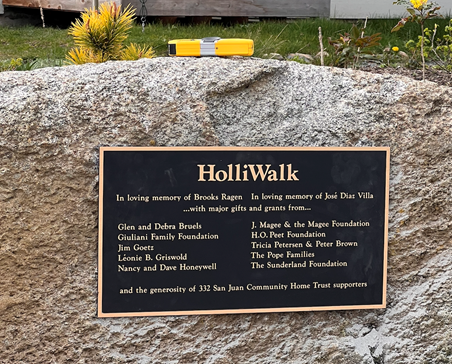 HolliWalk
In loving memory of Brooks Ragen In loving memory of José Diaz Villa
...with major gifts and grants from...
Glen and Debra Bruels
Giuliani Family Foundation
Jim Goetz
Léonie B. Griswold
Nancy and Dave Honeywell
J. Magee & the Magee Foundation
H.O. Peet Foundation
Tricia Petersen & Peter Brown
The Pope Families
The Sunderland Foundation
and the generosity of 332 San Juan Community Home Trust supporters